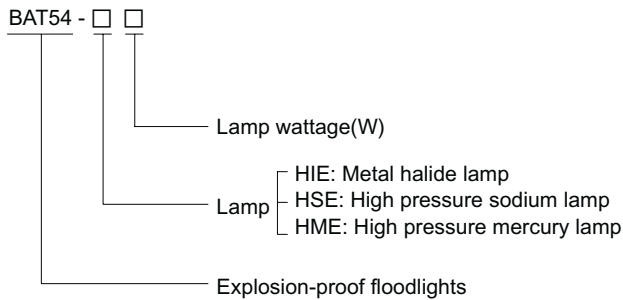 BAT54 - □ □
Lamp wattage(W)
HIE: Metal halide lamp
Lamp HSE: High pressure sodium lamp
HME: High pressure mercury lamp
Explosion-proof floodlights